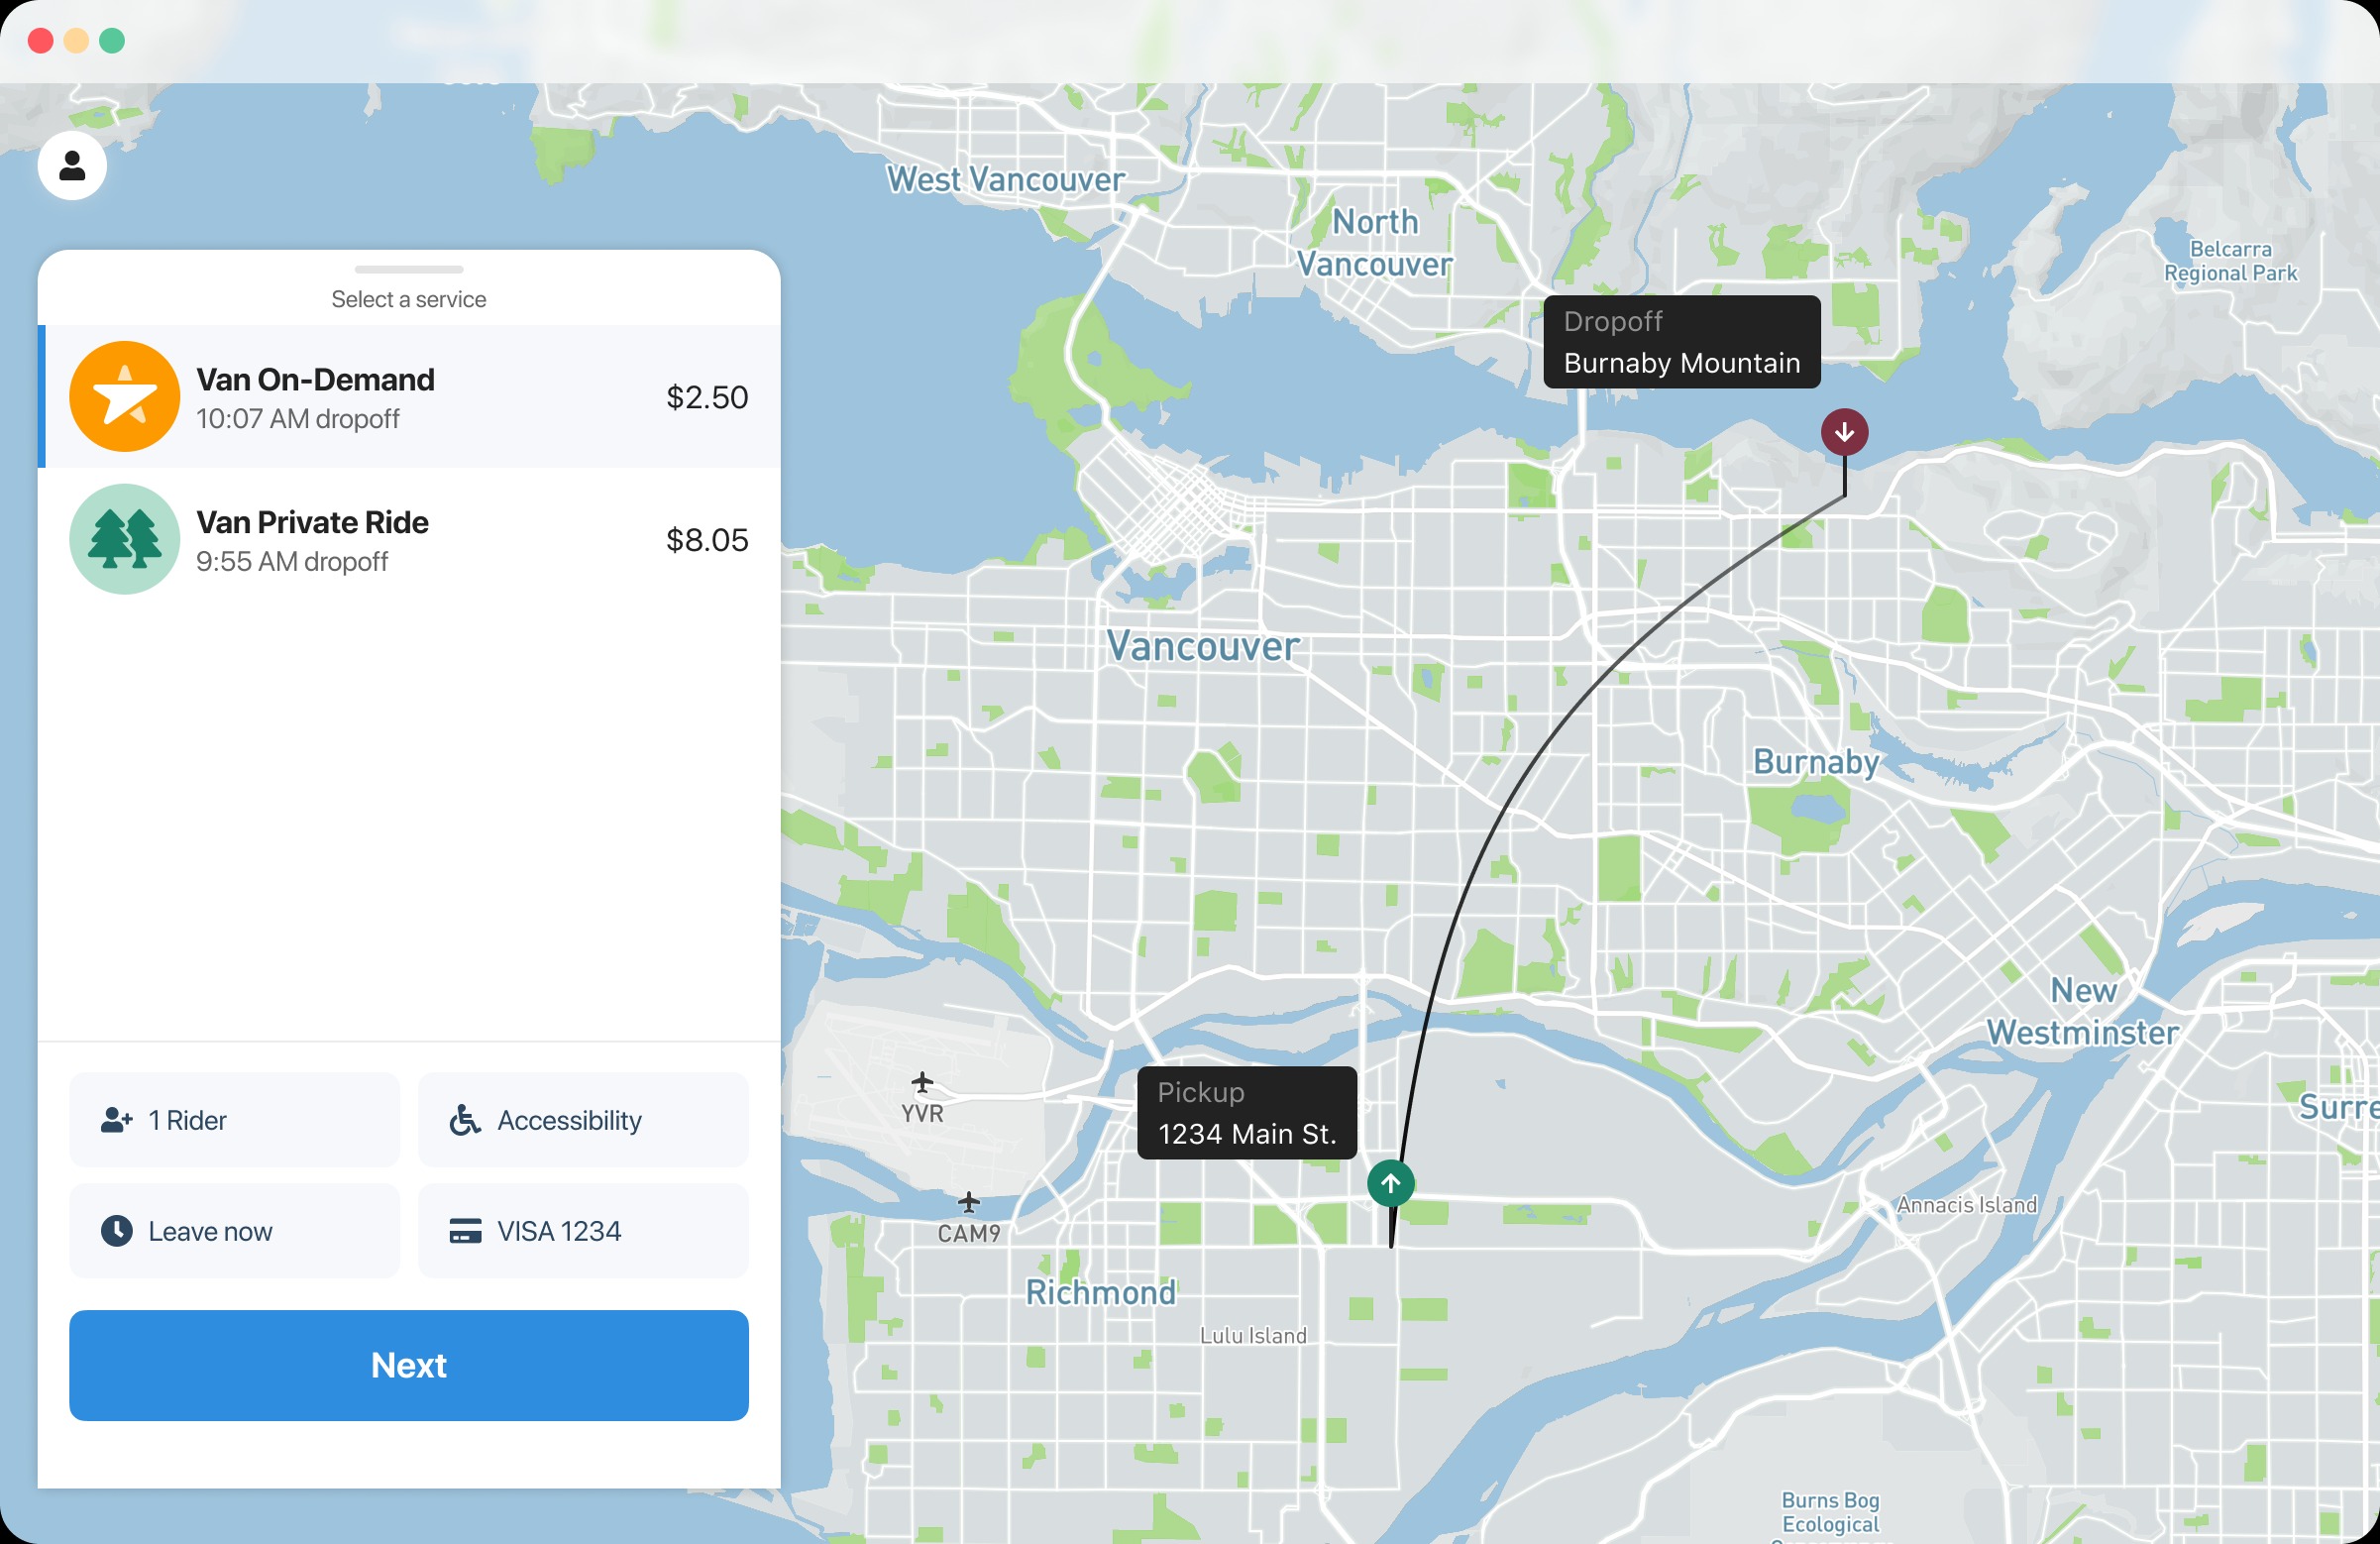 Select a service
Van On-Demand
10:07 AM dropoff
$2.50
Van Private Ride
9:55 AM dropoff
$8.05
1 Rider
Accessibility
Leave now
VISA 1234
Next
West Vancouver
North
Vancouver
Belcarra
Regional Park
Dropoff
Burnaby Mountain
Vancouver
Burnaby
New
Westminster
YVR
Pickup
1234 Main St.
Surre
CAM9
Annacis Island
Richmond
Lulu Island
Burns Bog
Ecological